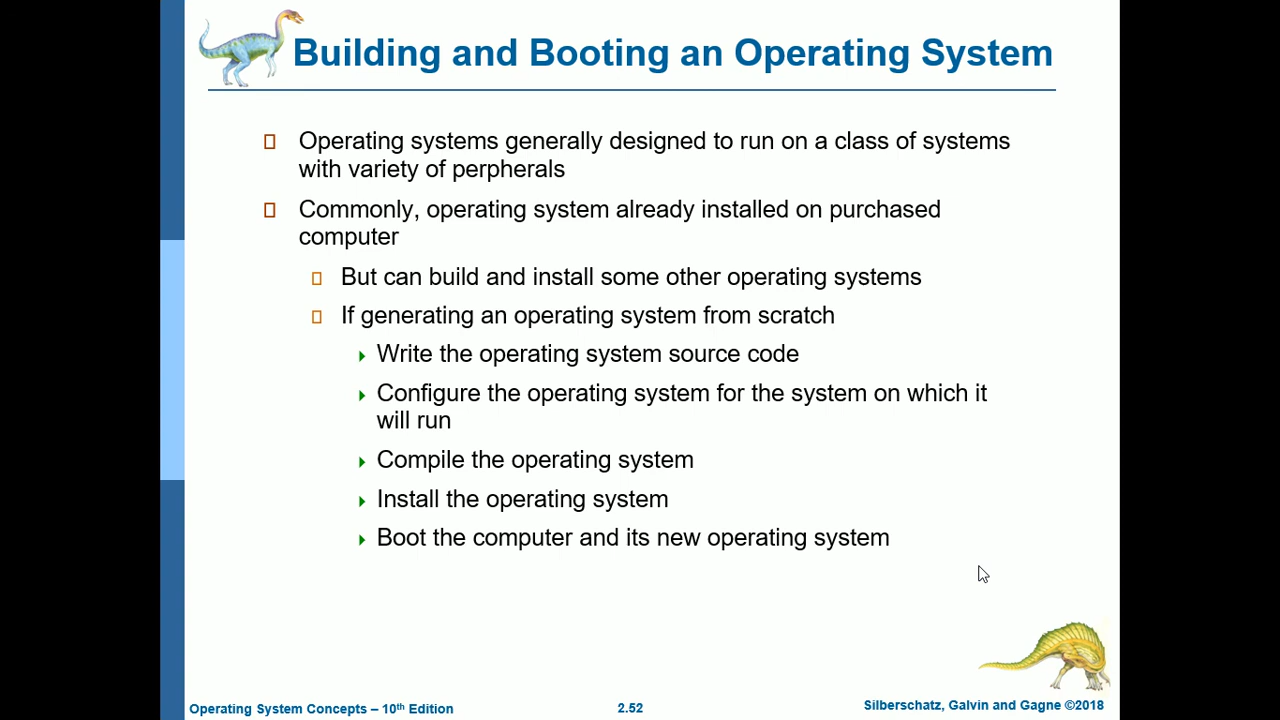 Building and Booting an Operating System
Operating systems generally designed to run on a class of systems
with variety of perpherals
Commonly, operating system already installed on purchased
computer
But can build and install some other operating systems
If generating an operating system from scratch
Write the operating system source code
Configure the operating system for the system on which it
will run
Compile the operating system
Install the operating system
Boot the computer and its new operating system
Operating System Concepts – 10th Edition
2.52
Silberschatz, Galvin and Gagne ©2018